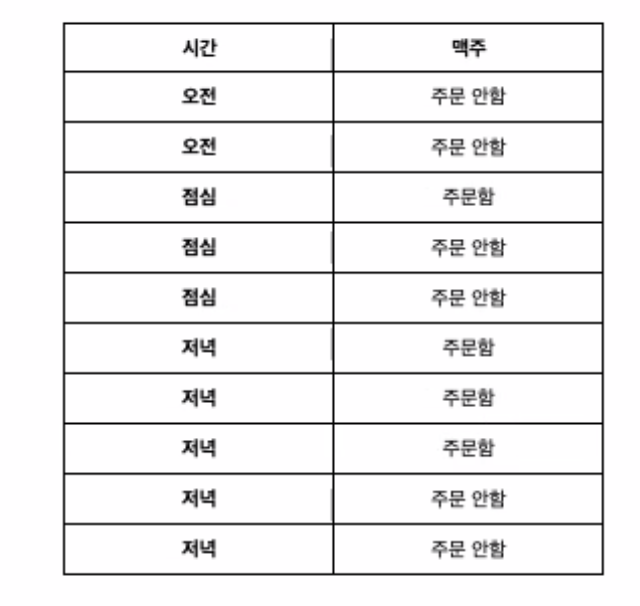 시간 맥주
오전 주문 안함
오전 주문 안함
점심 주문함
점심 주문 안함
점심 주문 안함
저녁 주문함
저녁 주문함
저녁 주문함
저녁 주문 안함
저녁 주문 안함